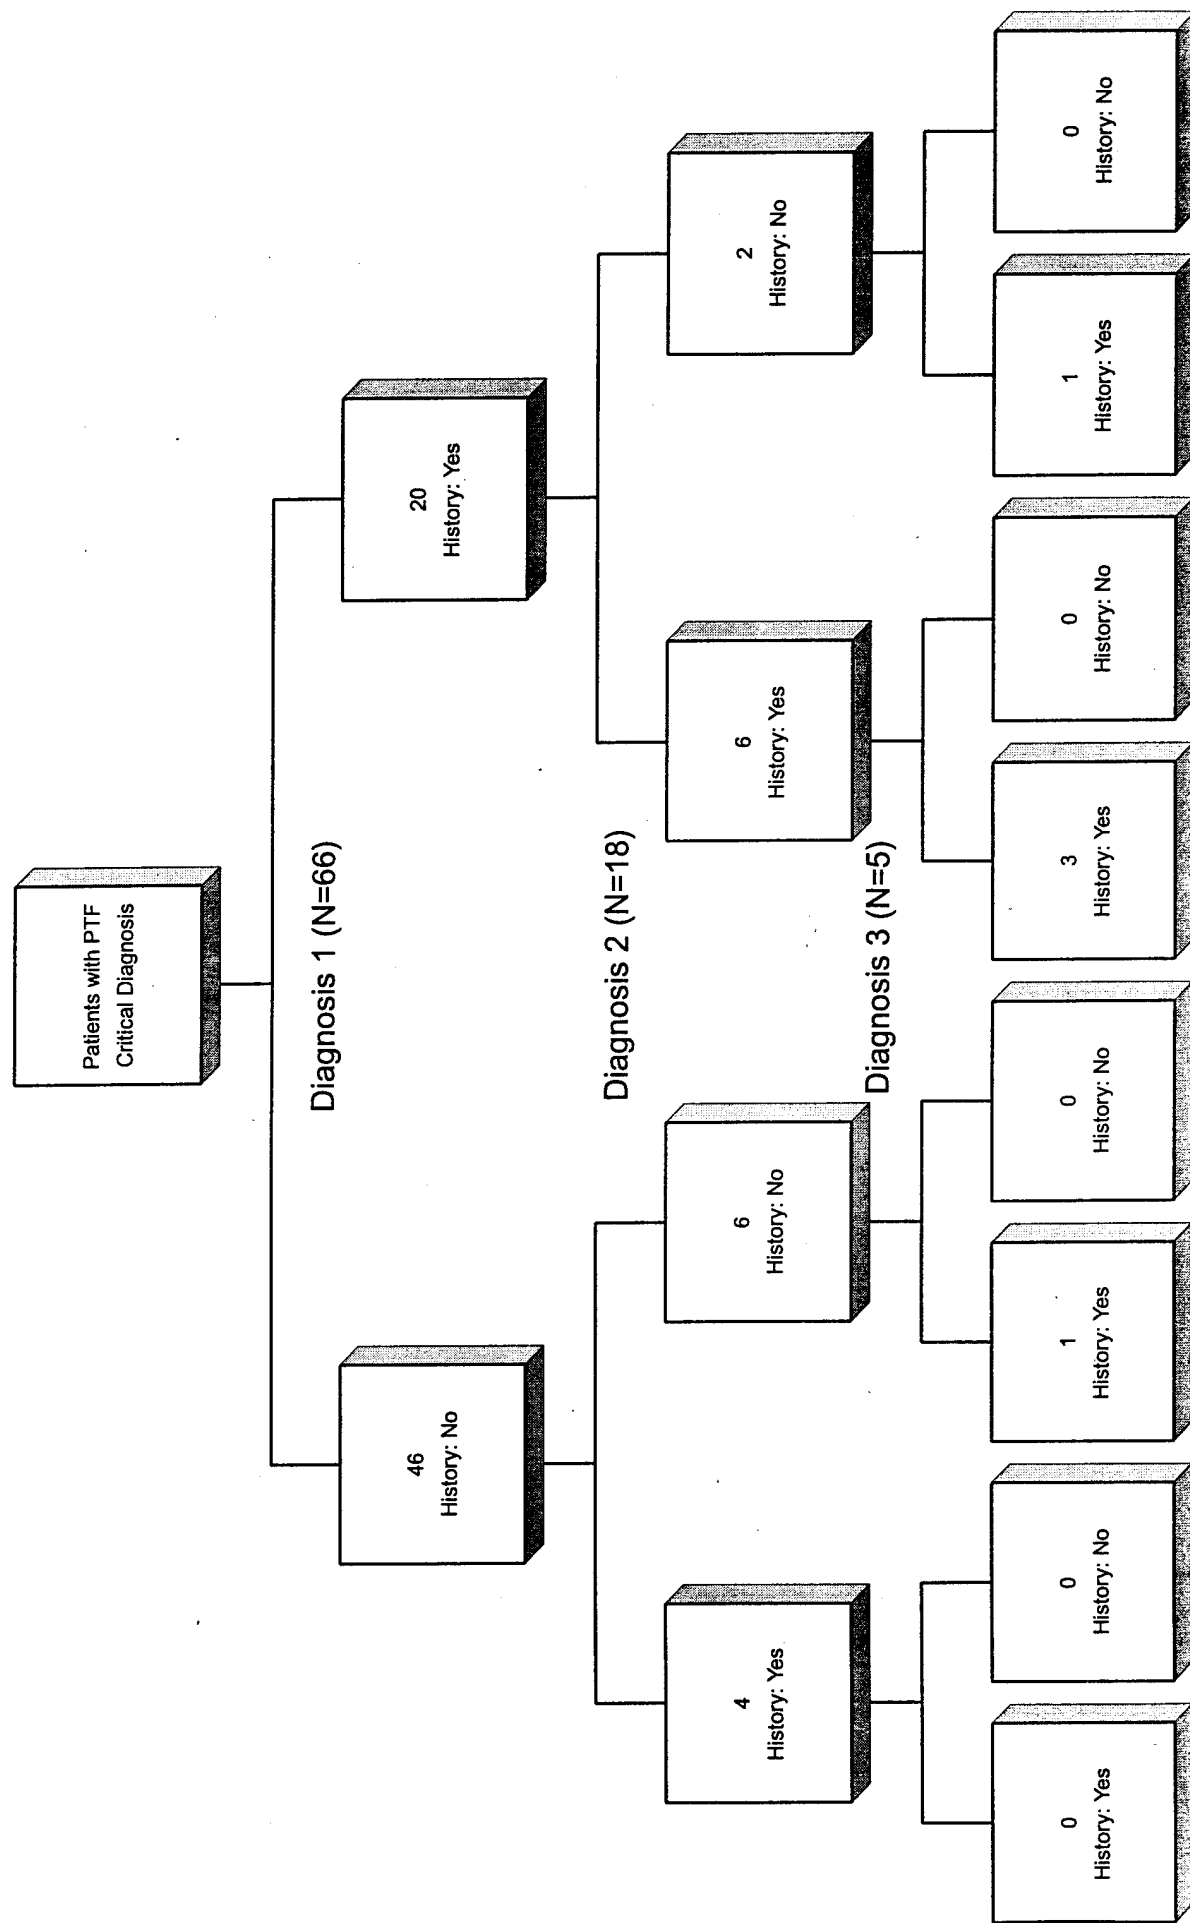 Patients with PTF
Critical Diagnosis
Diagnosis 1 (N=66)
46
History: No
20
History: Yes
Diagnosis 2 (N=18)
4
History: Yes
6
History: No
6
History: Yes
2
History: No
Diagnosis 3 (N=5)
0
History: Yes
0
History: No
1
History: Yes
0
History: No
3
History: Yes
0
History: No
1
History: Yes
0
History: No